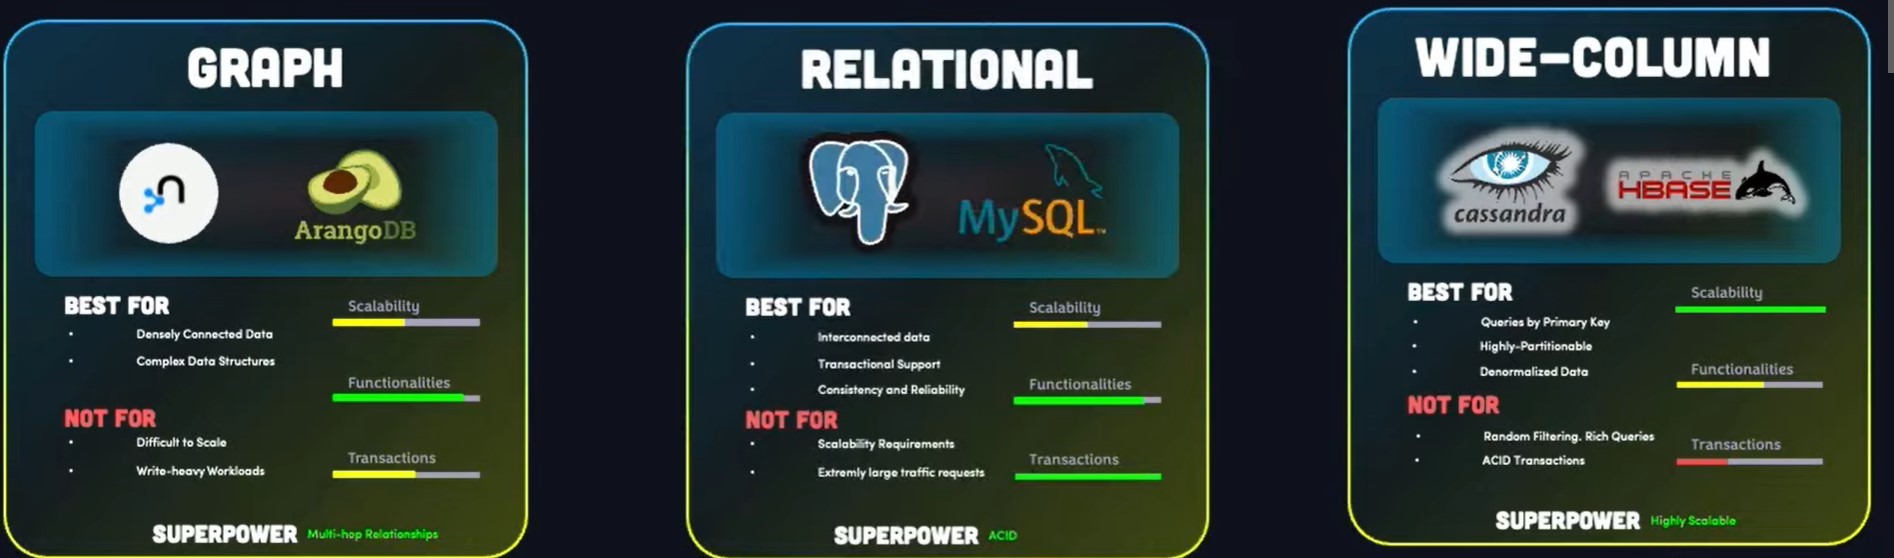 GRAPH
ArangoDB
BEST FOR
• Densely Connected Data
• Complex Data Structures
NOT FOR
• Difficult to Scale
• Write-heavy Workloads
Scalability
Functionalities
Transactions
SUPERPOWER Multi-hop Relationships
RELATIONAL
MySQL™
BEST FOR
• Interconnected data
• Transactional Support
• Consistency and Reliability
NOT FOR
• Scalability Requirements
• Extremly large traffic requests
Scalability
Functionalities
Transactions
SUPERPOWER ACID
WIDE-COLUMN
cassandra
APACHE
HBASE
BEST FOR
• Queries by Primary Key
• Highly-Partitionable
• Denormalized Data
NOT FOR
• Random Filtering. Rich Queries
• ACID Transactions
Scalability
Functionalities
Transactions
SUPERPOWER Highly Scalable